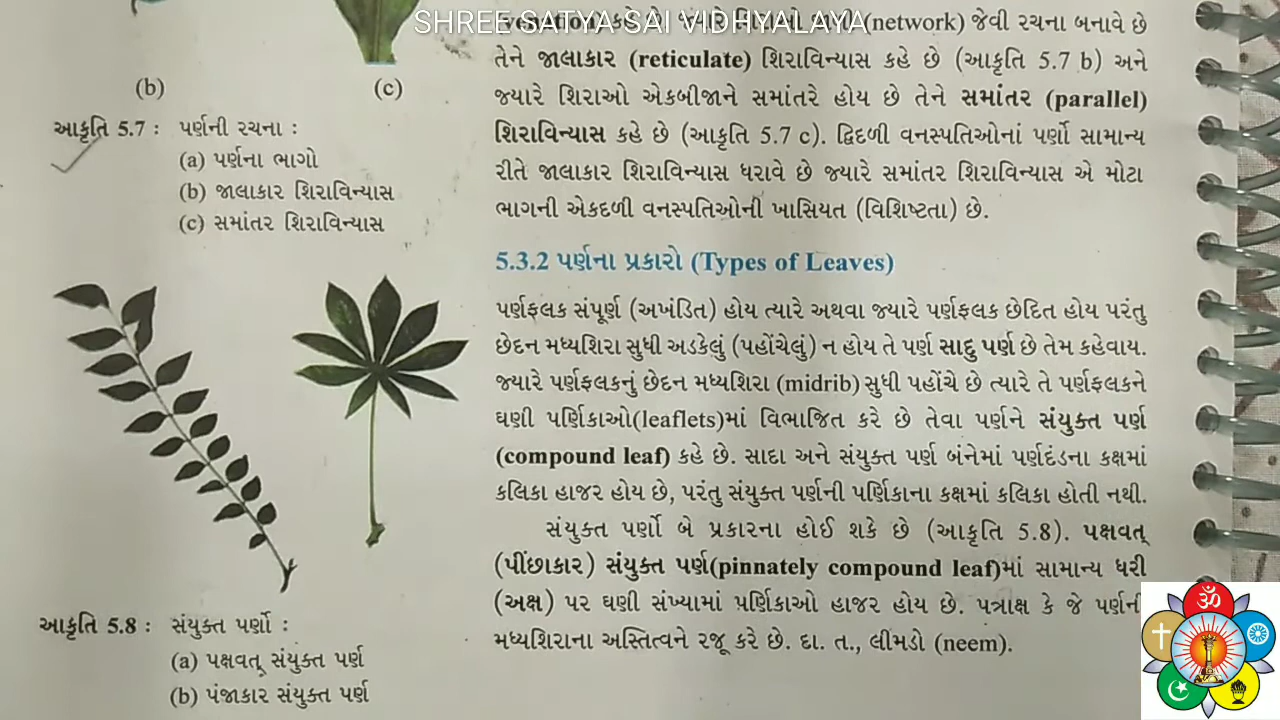 SHREE SATYA SAI VIDHYALAYA
(venation) કહે છે. જ્યારે (network) જેવી રચના બનાવે છે
તેને જાલાકાર (reticulate) શિરાવિન્યાસ કહે છે (આકૃતિ 5.7 b) અને
જ્યારે શિરાઓ એકબીજાને સમાંતરે હોય છે તેને સમાંતર (parallel)
શિરાવિન્યાસ કહે છે (આકૃતિ 5.7 c). દ્વિદળી વનસ્પતિઓનાં પર્ણો સામાન્ય
રીતે જાલાકાર શિરાવિન્યાસ ધરાવે છે જ્યારે સમાંતર શિરાવિન્યાસ એ મોટા
ભાગની એકદળી વનસ્પતિઓની ખાસિયત (વિશિષ્ટતા) છે.
(b)
(c)
આકૃતિ 5.7 : પર્ણની રચના :
(a) પર્ણના ભાગો
(b) જાલાકાર શિરાવિન્યાસ
(c) સમાંતર શિરાવિન્યાસ
5.3.2 પર્ણના પ્રકારો (Types of Leaves)
પર્ણફલક સંપૂર્ણ (અખંડિત) હોય ત્યારે અથવા જ્યારે પર્ણફલક છેદિત હોય પરંતુ
છેદન મધ્યશિરા સુધી અડકેલું (પહોંચેલું) ન હોય તે પર્ણ સાદુ પર્ણ છે તેમ કહેવાય.
જ્યારે પર્ણફલકનું છેદન મધ્યશિરા (midrib) સુધી પહોંચે છે ત્યારે તે પર્ણફલકને
ઘણી પર્ણિકાઓ(leaflets)માં વિભાજિત કરે છે તેવા પર્ણને સંયુક્ત પર્ણ
(compound leaf) કહે છે. સાદા અને સંયુક્ત પર્ણ બંનેમાં પર્ણદંડના કક્ષમાં
કલિકા હાજર હોય છે, પરંતુ સંયુક્ત પર્ણની પર્ણિકાના કક્ષમાં કલિકા હોતી નથી.
સંયુક્ત પર્ણો બે પ્રકારના હોઈ શકે છે (આકૃતિ 5.8). પક્ષવત્
(પીંછાકાર) સંયુક્ત પર્ણ(pinnately compound leaf)માં સામાન્ય ધરી
(અક્ષ) પર ઘણી સંખ્યામાં પર્ણિકાઓ હાજર હોય છે. પત્રાક્ષ કે જે પર્ણની
મધ્યશિરાના અસ્તિત્વને રજૂ કરે છે. દા. ત., લીમડો (neem).
આકૃતિ 5.8 : સંયુક્ત પર્ણો :
(a) પક્ષવત્ સંયુક્ત પર્ણ
(b) પંજાકાર સંયુક્ત પર્ણ
ॐ